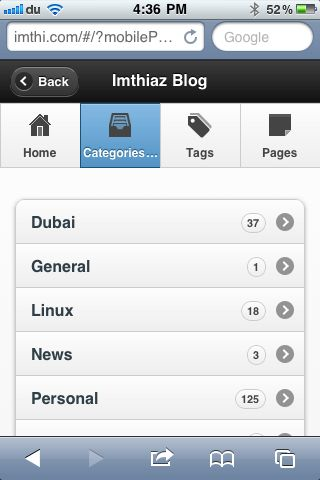 du 4:36 PM 52%
imthi.com/#/?mobileP... Google
Back Imthiaz Blog
Home Categories... Tags Pages
Dubai 37
General 1
Linux 18
News 3
Personal 125